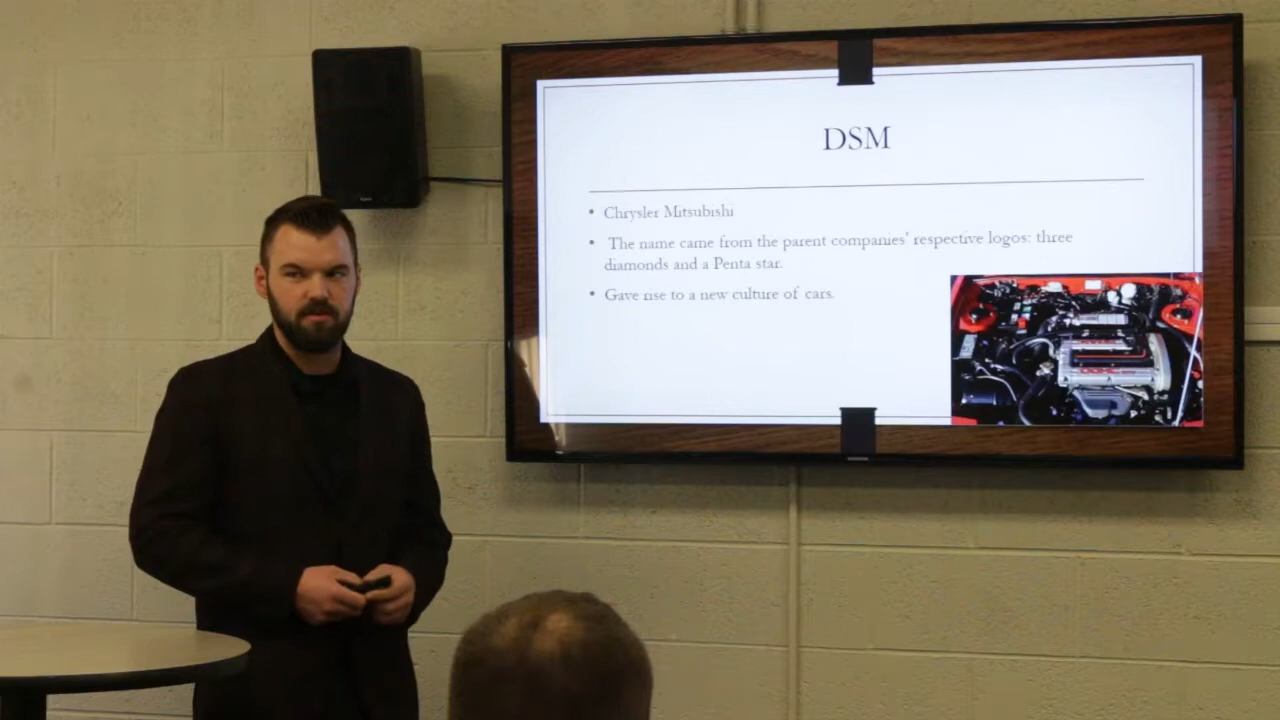 DSM
• Chrysler Mitsubishi
• The name came from the parent companies' respective logos: three
diamonds and a Penta star.
• Gave rise to a new culture of cars.
DOHC